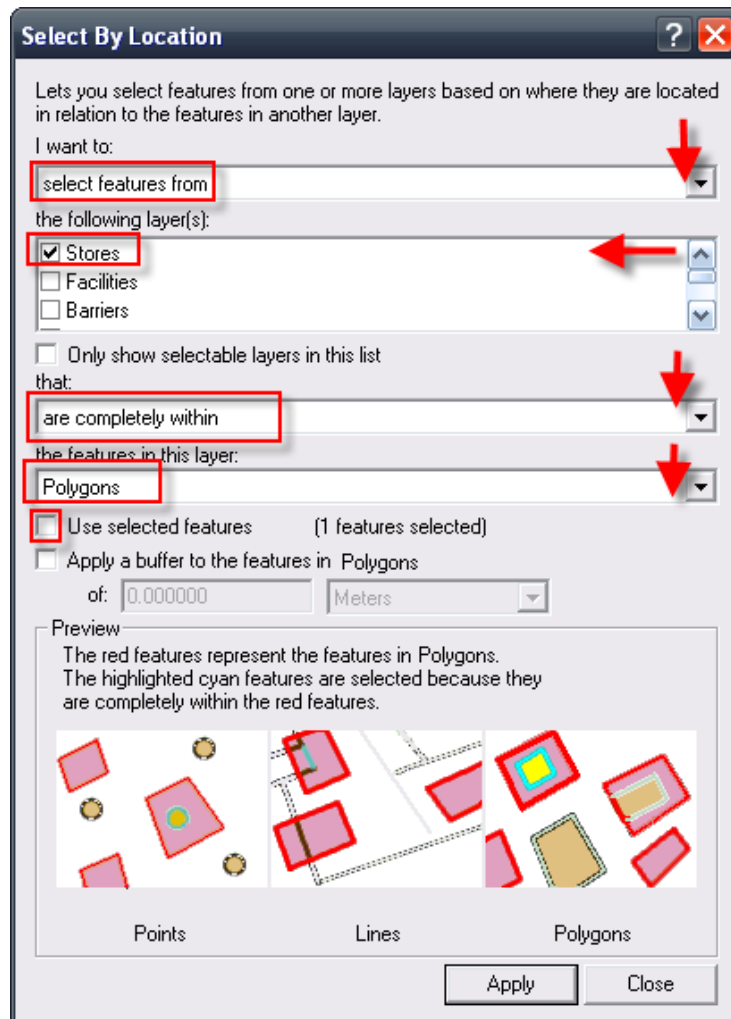 Select By Location
?
Lets you select features from one or more layers based on where they are located
in relation to the features in another layer.
I want to:
select features from
the following layer(s):
Stores
Facilities
Barriers
Only show selectable layers in this list
that:
are completely within
the features in this layer:
Polygons
Use selected features (1 features selected)
Apply a buffer to the features in Polygons
of: 0.000000 Meters
Preview
The red features represent the features in Polygons.
The highlighted cyan features are selected because they
are completely within the red features.
Points Lines Polygons
Apply Close